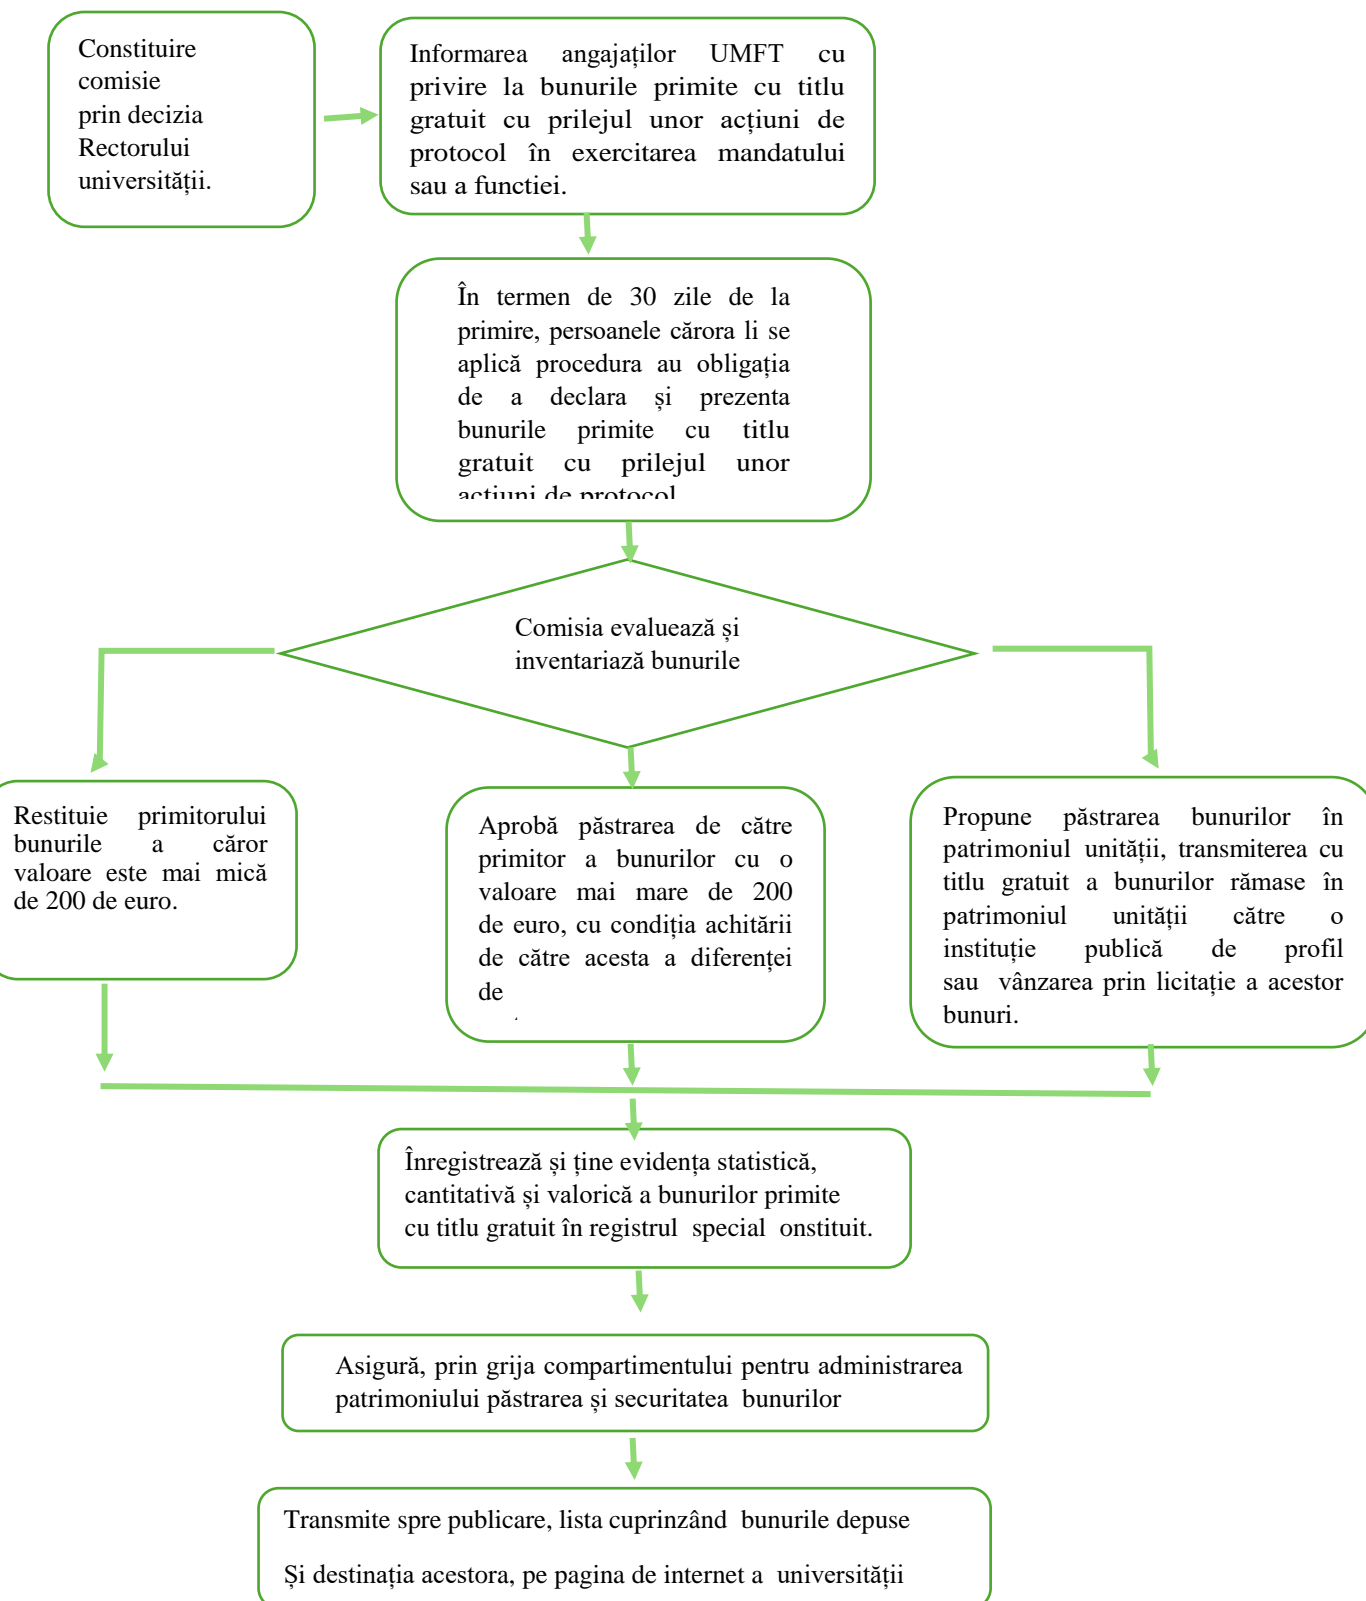 Constituire
comisie
prin decizia
Rectorului
universității.
Informarea angajaților UMFT cu
privire la bunurile primite cu titlu
gratuit cu prilejul unor acțiuni de
protocol în exercitarea mandatului
sau a functiei.
În termen de 30 zile de la
primire, persoanele cărora li se
aplică procedura au obligația
de a declara și prezenta
bunurile primite cu titlu
gratuit cu prilejul unor
acțiuni de protocol
Comisia evaluează și
inventariază bunurile
Restituie primitorului
bunurile a căror
valoare este mai mică
de 200 de euro.
Aprobă păstrarea de către
primitor a bunurilor cu o
valoare mai mare de 200
de euro, cu condiția achitării
de către acesta a diferenței
de
Propune păstrarea bunurilor în
patrimoniul unității, transmiterea cu
titlu gratuit a bunurilor rămase în
patrimoniul unității către o
instituție publică de profil
sau vânzarea prin licitație a acestor
bunuri.
Înregistrează și ține evidența statistică,
cantitativă și valorică a bunurilor primite
cu titlu gratuit în registrul special onstituit.
Asigură, prin grija compartimentului pentru administrarea
patrimoniului păstrarea și securitatea bunurilor
Transmite spre publicare, lista cuprinzând bunurile depuse
Și destinația acestora, pe pagina de internet a universității